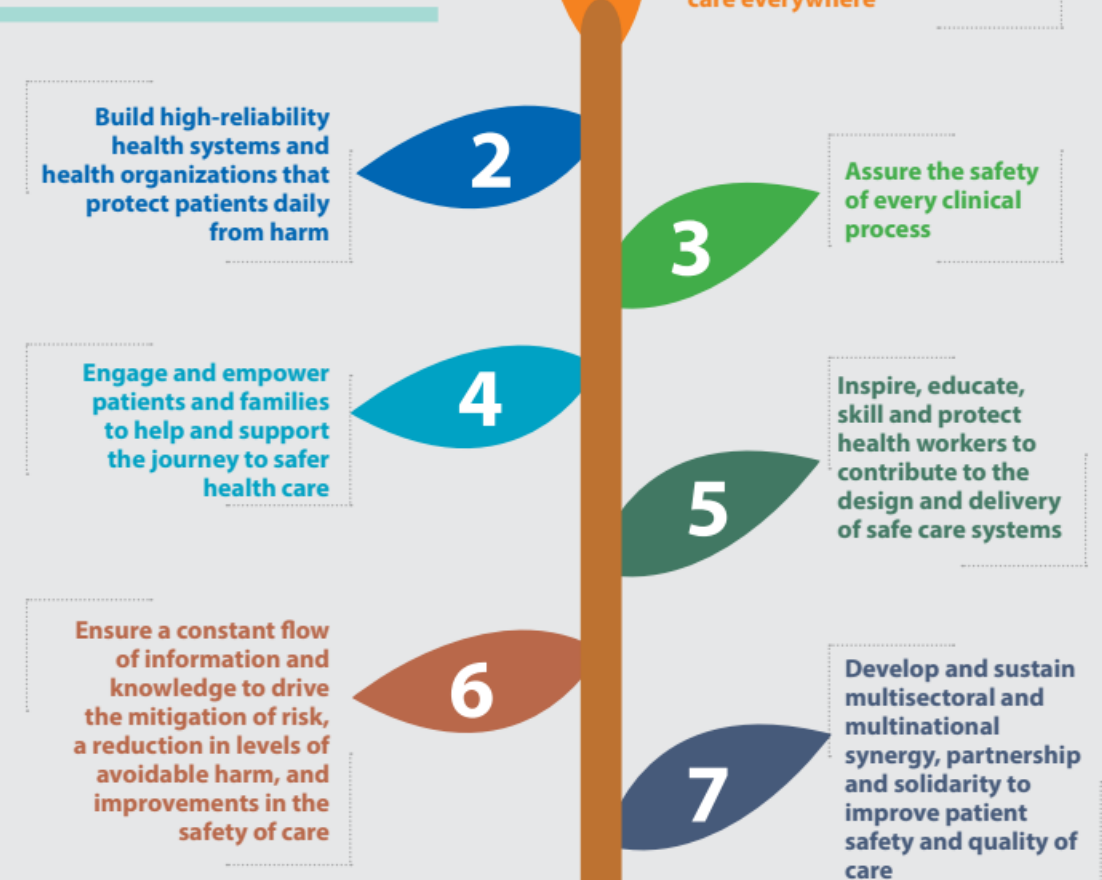 care everywhere
2
Build high-reliability
health systems and
health organizations that
protect patients daily
from harm
3
Assure the safety
of every clinical
process
4
Engage and empower
patients and families
to help and support
the journey to safer
health care
5
Inspire, educate,
skill and protect
health workers to
contribute to the
design and delivery
of safe care systems
6
Ensure a constant flow
of information and
knowledge to drive
the mitigation of risk,
a reduction in levels of
avoidable harm, and
improvements in the
safety of care
7
Develop and sustain
multisectoral and
multinational
synergy, partnership
and solidarity to
improve patient
safety and quality of
care